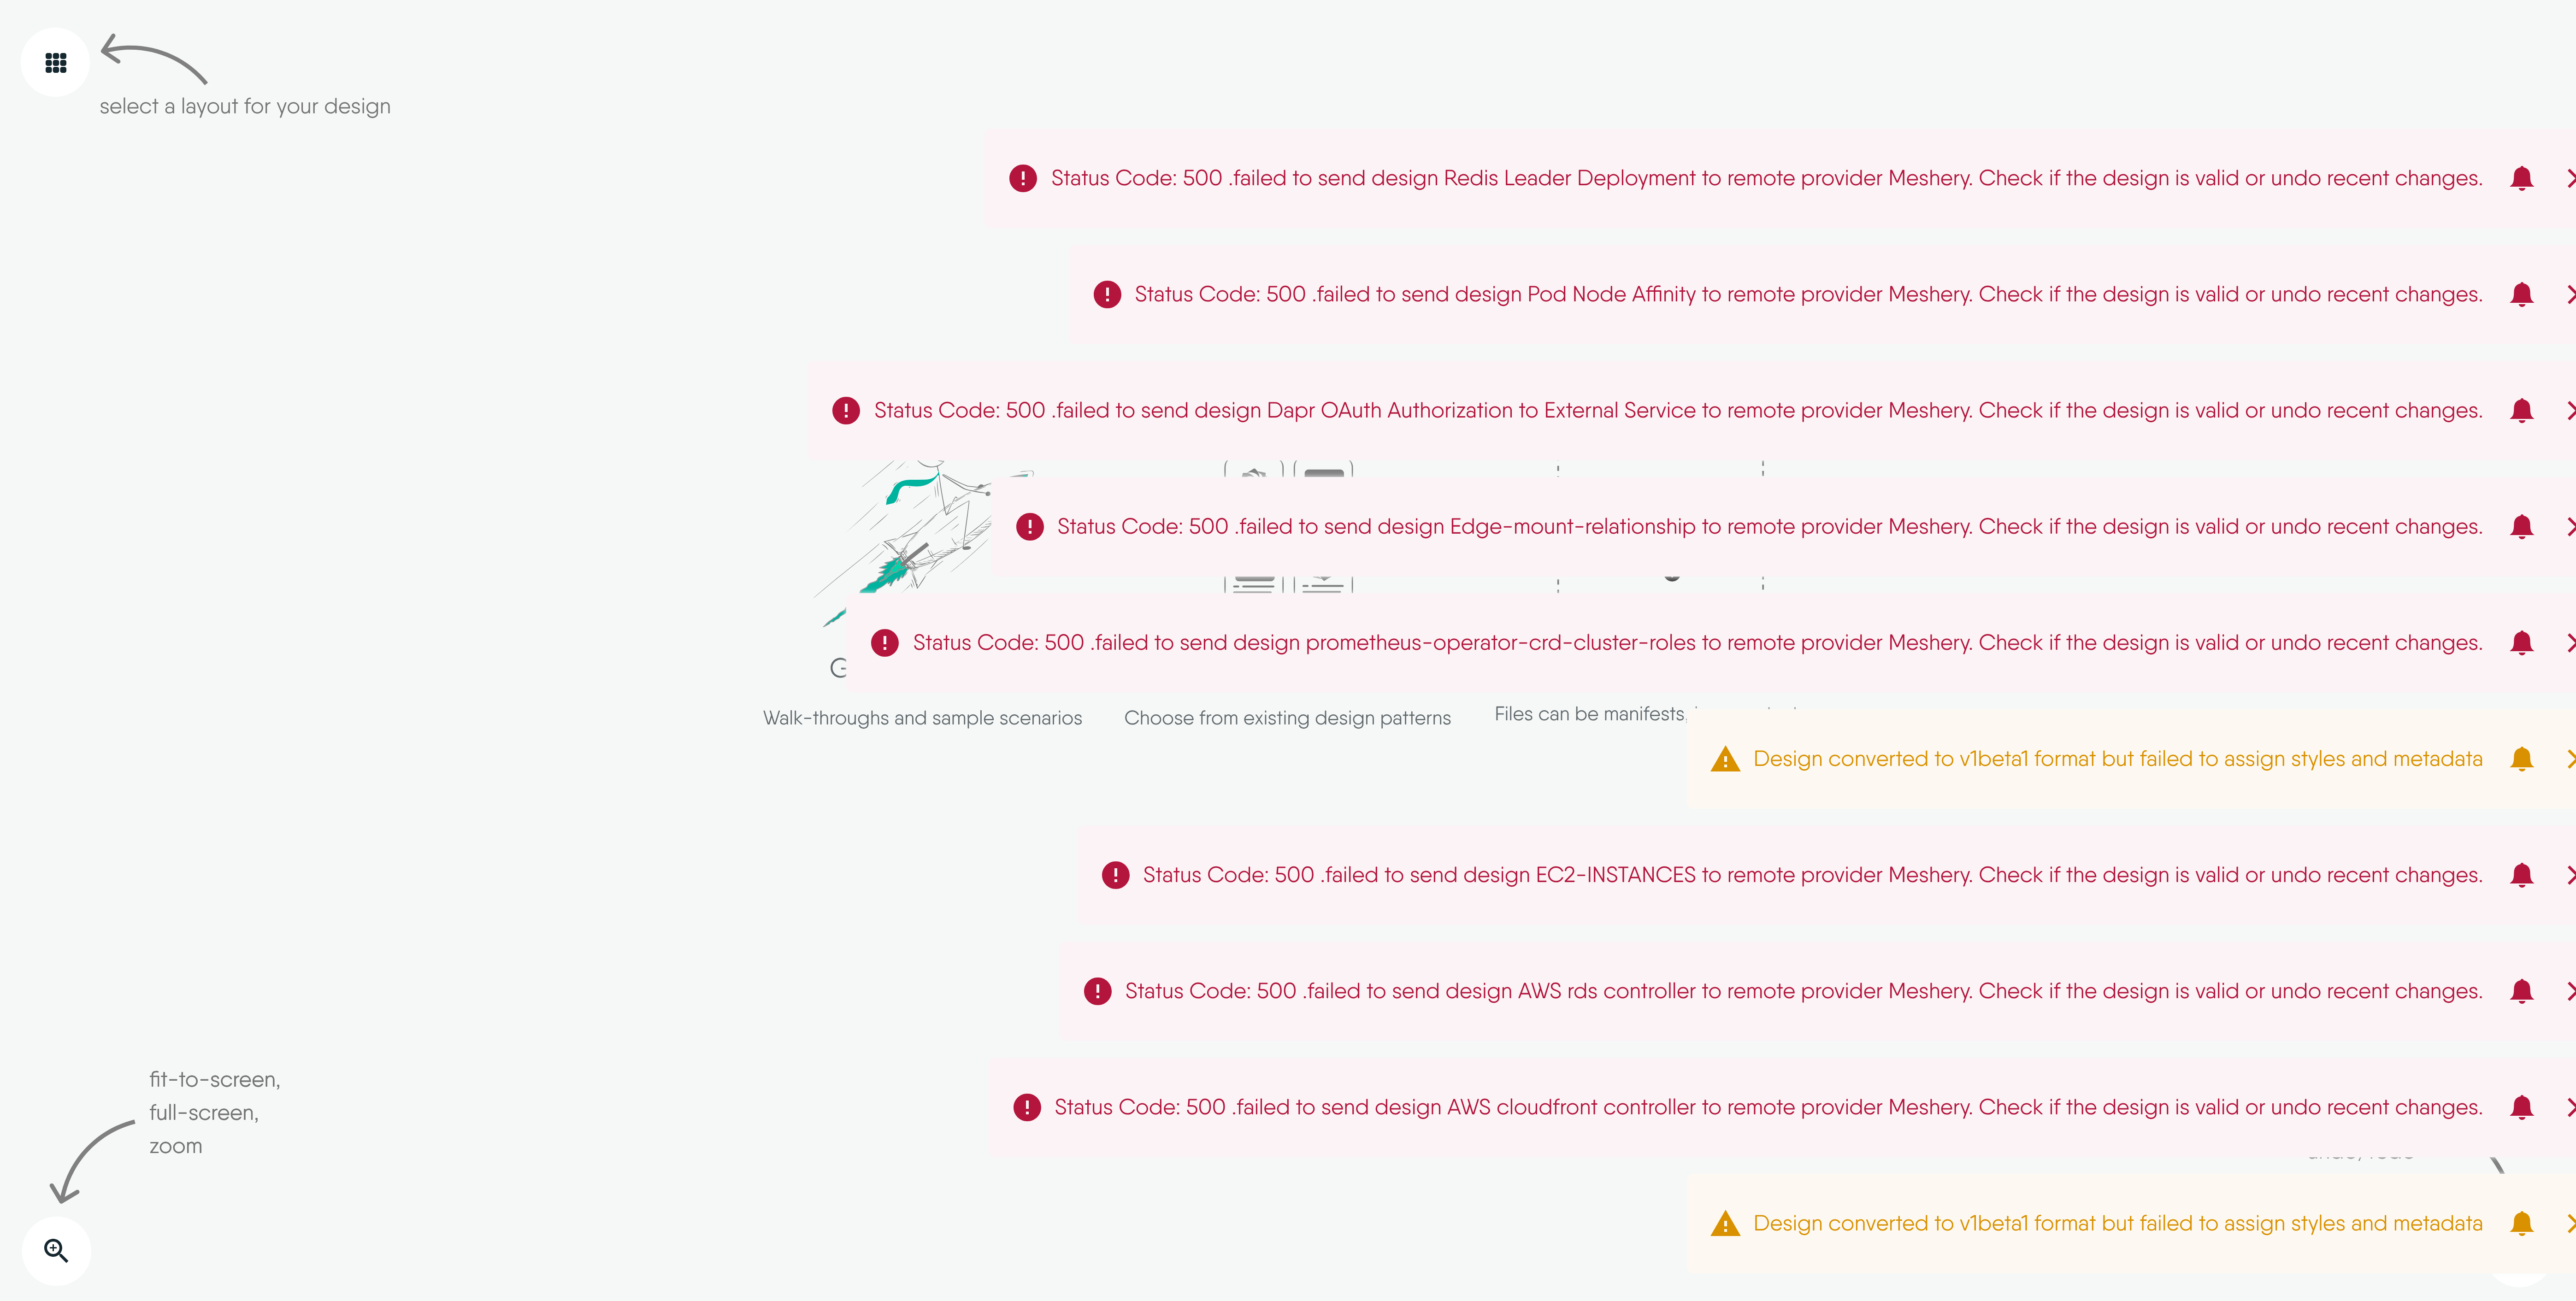 select a layout for your design
Status Code: 500 .failed to send design Redis Leader Deployment to remote provider Meshery. Check if the design is valid or undo recent changes.
Status Code: 500 .failed to send design Pod Node Affinity to remote provider Meshery. Check if the design is valid or undo recent changes.
Status Code: 500 .failed to send design Dapr OAuth Authorization to External Service to remote provider Meshery. Check if the design is valid or undo recent changes.
Status Code: 500 .failed to send design Edge-mount-relationship to remote provider Meshery. Check if the design is valid or undo recent changes.
Status Code: 500 .failed to send design prometheus-operator-crd-cluster-roles to remote provider Meshery. Check if the design is valid or undo recent changes.
G
Walk-throughs and sample scenarios
Choose from existing design patterns
Files can be manifests,
Design converted to v1beta1 format but failed to assign styles and metadata
Status Code: 500 .failed to send design EC2-INSTANCES to remote provider Meshery. Check if the design is valid or undo recent changes.
Status Code: 500 .failed to send design AWS rds controller to remote provider Meshery. Check if the design is valid or undo recent changes.
Status Code: 500 .failed to send design AWS cloudfront controller to remote provider Meshery. Check if the design is valid or undo recent changes.
fit-to-screen,
full-screen,
zoom
Design converted to v1beta1 format but failed to assign styles and metadata